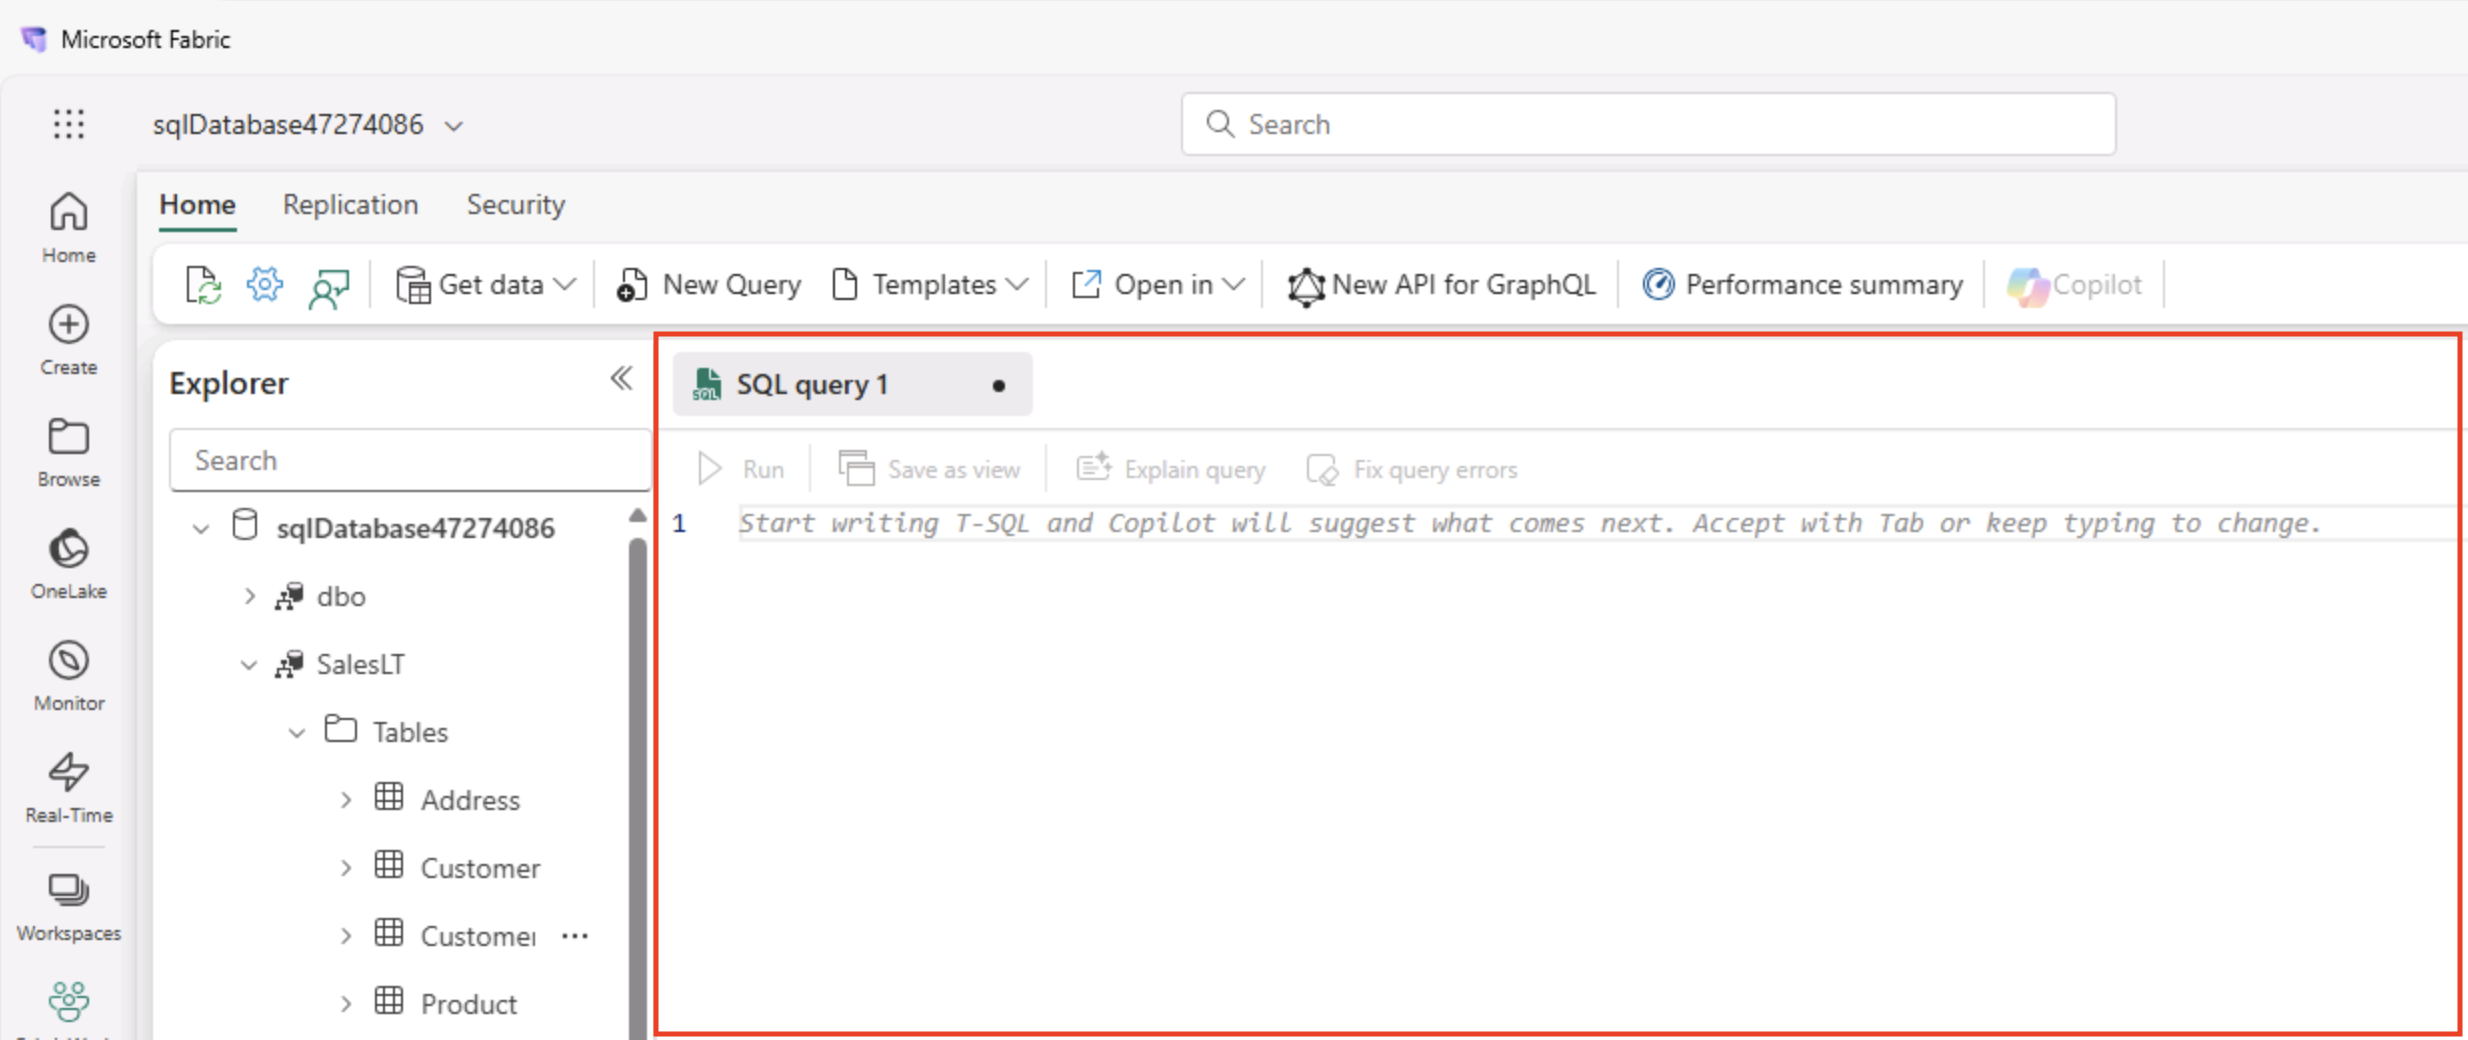 Microsoft Fabric
sqlDatabase47274086
Search
Home Replication Security
Get data New Query Templates Open in New API for GraphQL Performance summary Copilot
Home
Create
Browse
OneLake
Monitor
Real-Time
Workspaces
Explorer
Search
sqlDatabase47274086
dbo
SalesLT
Tables
Address
Customer
Customer ...
Product
SQL query 1
SQL
Run Save as view Explain query Fix query errors
1 Start writing T-SQL and Copilot will suggest what comes next. Accept with Tab or keep typing to change.